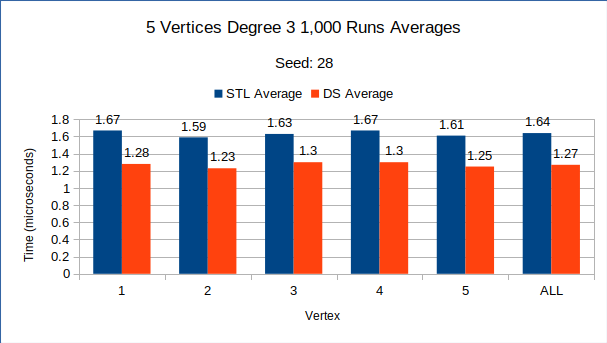 5 Vertices Degree 3 1,000 Runs Averages
Seed: 28
STL Average DS Average
Time (microseconds)
1.8
1.6
1.4
1.2
1
0.8
0.6
0.4
0.2
0
1.67 1.28 1.59 1.23 1.63 1.3 1.67 1.3 1.61 1.25 1.64 1.27
1 2 3 4 5 ALL
Vertex